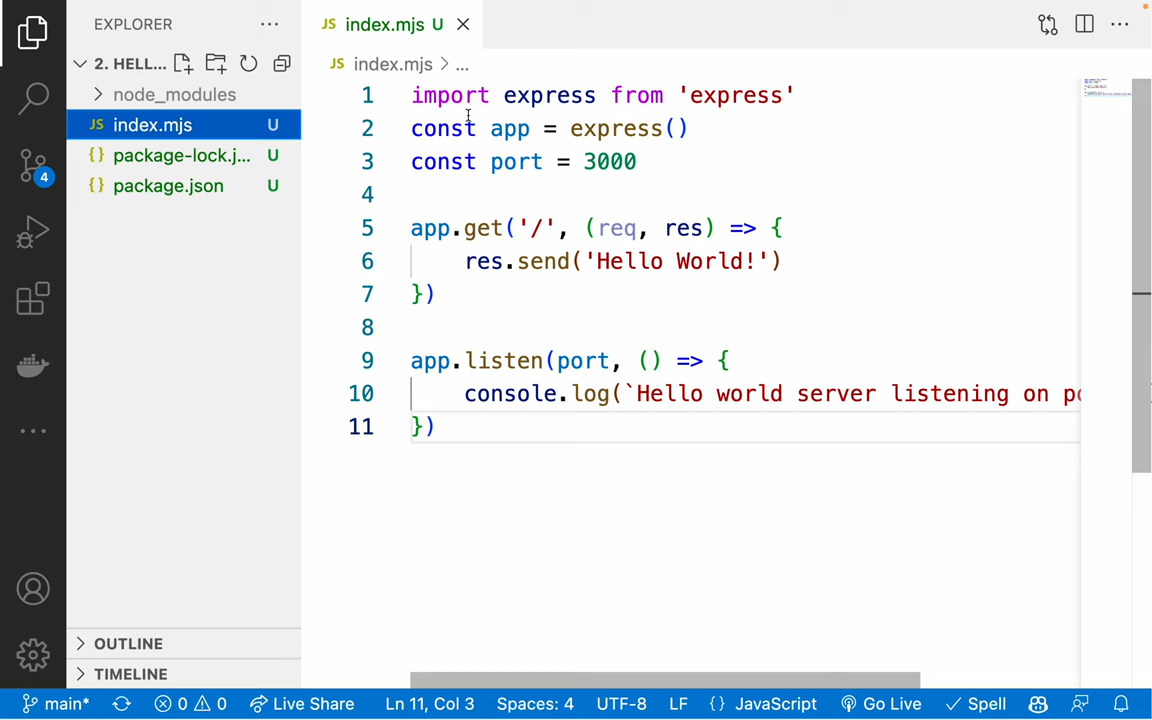 EXPLORER
2. HELL...
node_modules
JS index.mjs U
{} package-lock.j... U
{} package.json U
OUTLINE
TIMELINE
4
JS index.mjs U
JS index.mjs > ...
1 import express from 'express'
2 const app = express()
3 const port = 3000
4
5 app.get('/', (req, res) => {
6 res.send('Hello World!')
7 })
8
9 app.listen(port, () => {
10 console.log(`Hello world server listening on po
11 })
main* 0 0 Live Share Ln 11, Col 3 Spaces: 4 UTF-8 LF {} JavaScript Go Live Spell